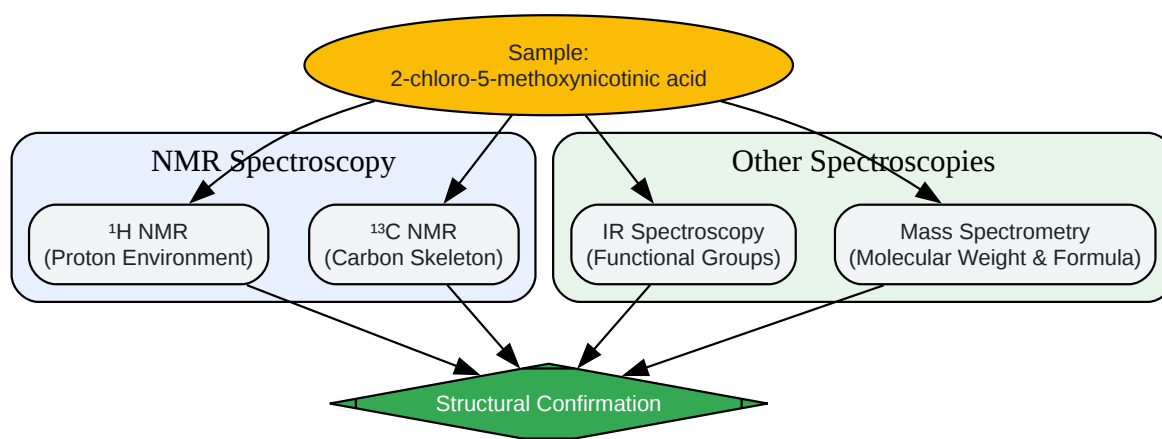 Sample:
2-chloro-5-methoxynicotinic acid
NMR Spectroscopy
Other Spectroscopies
¹H NMR
(Proton Environment)
¹³C NMR
(Carbon Skeleton)
IR Spectroscopy
(Functional Groups)
Mass Spectrometry
(Molecular Weight & Formula)
Structural Confirmation